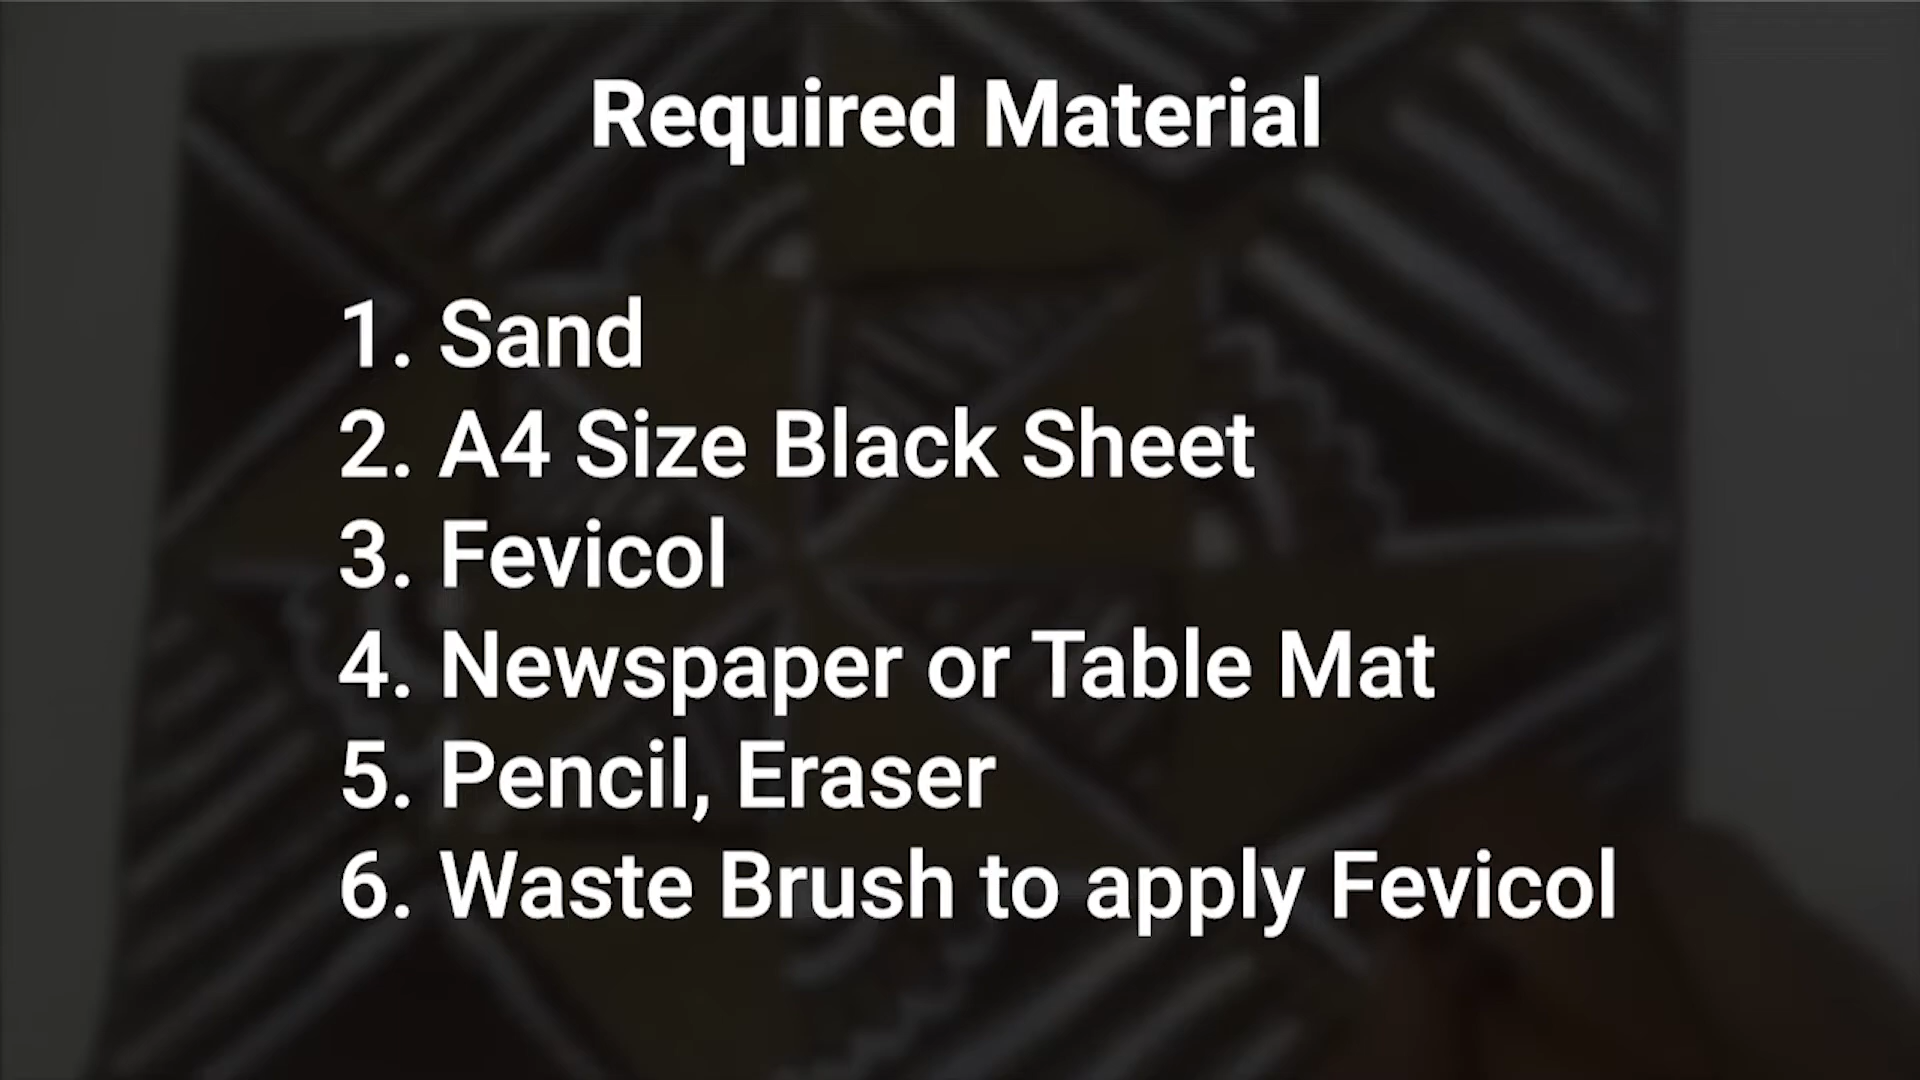 Required Material
1. Sand
2. A4 Size Black Sheet
3. Fevicol
4. Newspaper or Table Mat
5. Pencil, Eraser
6. Waste Brush to apply Fevicol